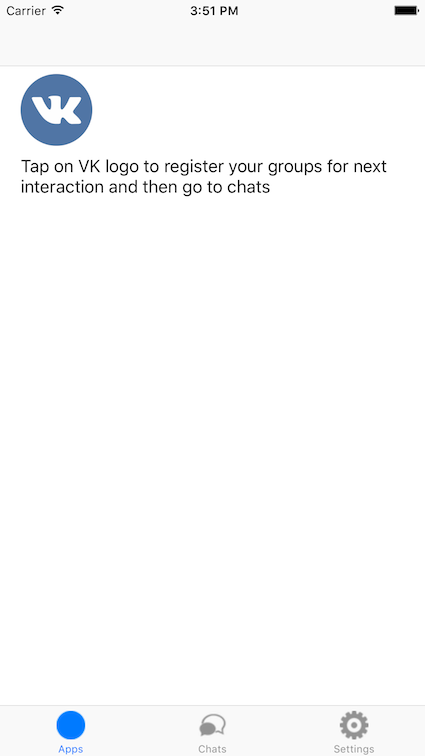 Carrier 3:51 PM
VK
Tap on VK logo to register your groups for next
interaction and then go to chats
Apps Chats Settings